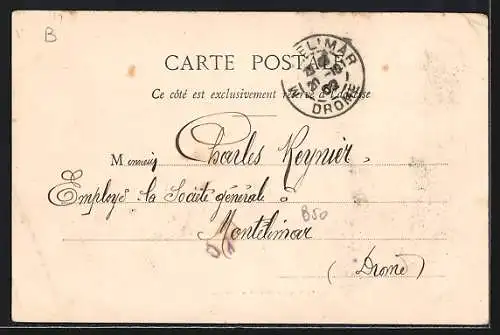 B
CARTE POSTALE
Ce côté est exclusivement réservé à l'adresse
MONTELIMAR
DROME
Monsieur Charles Reynier
Employé à la Société générale à
B50
Montélimar
(Drome)